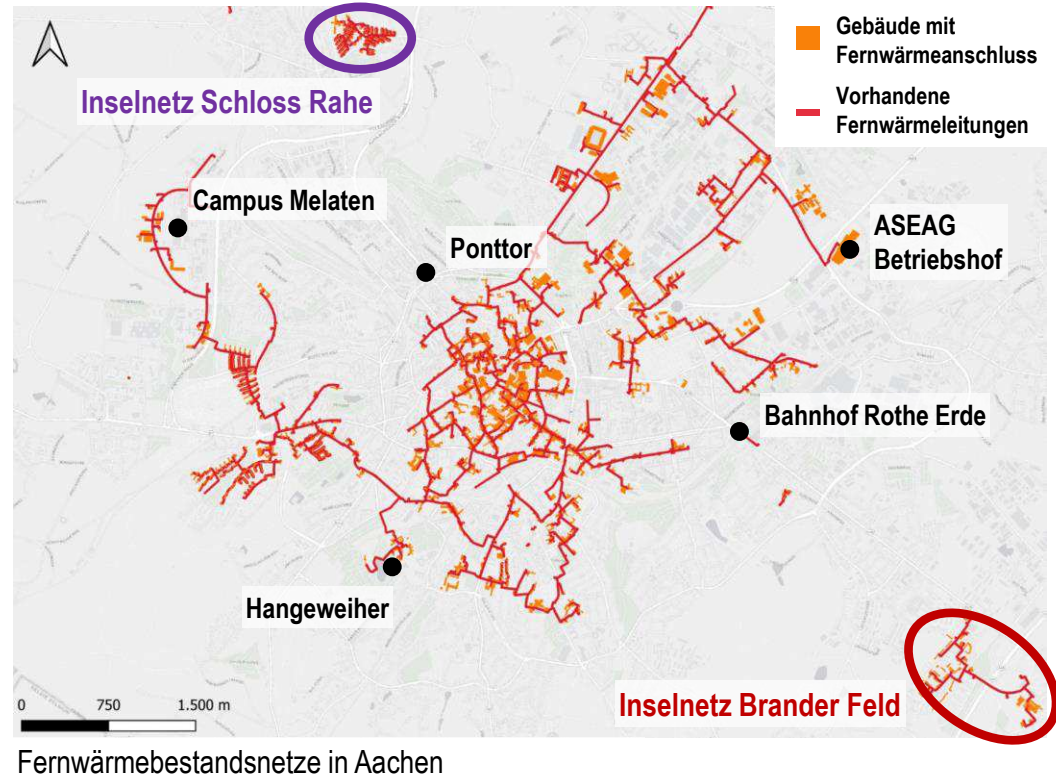 Gebäude mit
Fernwärmeanschluss
Vorhandene
Fernwärmeleitungen
Inselnetz Schloss Rahe
Campus Melaten
Ponttor
ASEAG
Betriebshof
Bahnhof Rothe Erde
Hangeweiher
Inselnetz Brander Feld
0 750 1.500 m
Fernwärmebestandsnetze in Aachen